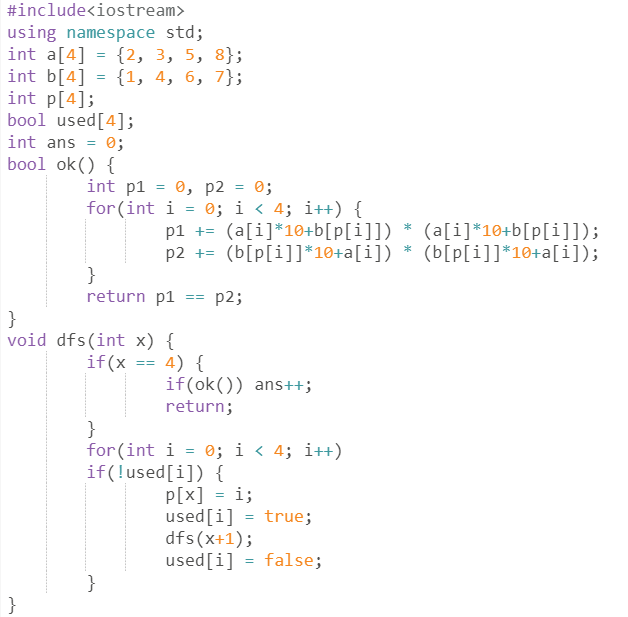 #include<iostream>
using namespace std;
int a[4] = {2, 3, 5, 8};
int b[4] = {1, 4, 6, 7};
int p[4];
bool used[4];
int ans = 0;
bool ok() {
        int p1 = 0, p2 = 0;
        for(int i = 0; i < 4; i++) {
                p1 += (a[i]*10+b[p[i]]) * (a[i]*10+b[p[i]]);
                p2 += (b[p[i]]*10+a[i]) * (b[p[i]]*10+a[i]);
        }
        return p1 == p2;
}
void dfs(int x) {
        if(x == 4) {
                if(ok()) ans++;
                return;
        }
        for(int i = 0; i < 4; i++)
        if(!used[i]) {
                p[x] = i;
                used[i] = true;
                dfs(x+1);
                used[i] = false;
        }
}